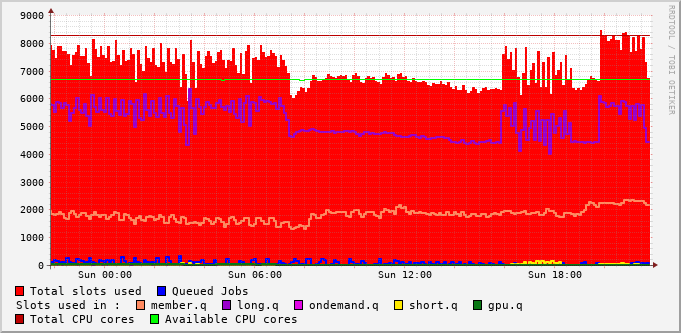 9000
8000
7000
6000
5000
4000
3000
2000
1000
0
Sun 00:00 Sun 06:00 Sun 12:00 Sun 18:00
RRDTOOL / TOBI OETIKER
Total slots used Queued Jobs
Slots used in : member.q long.q ondemand.q short.q gpu.q
Total CPU cores Available CPU cores